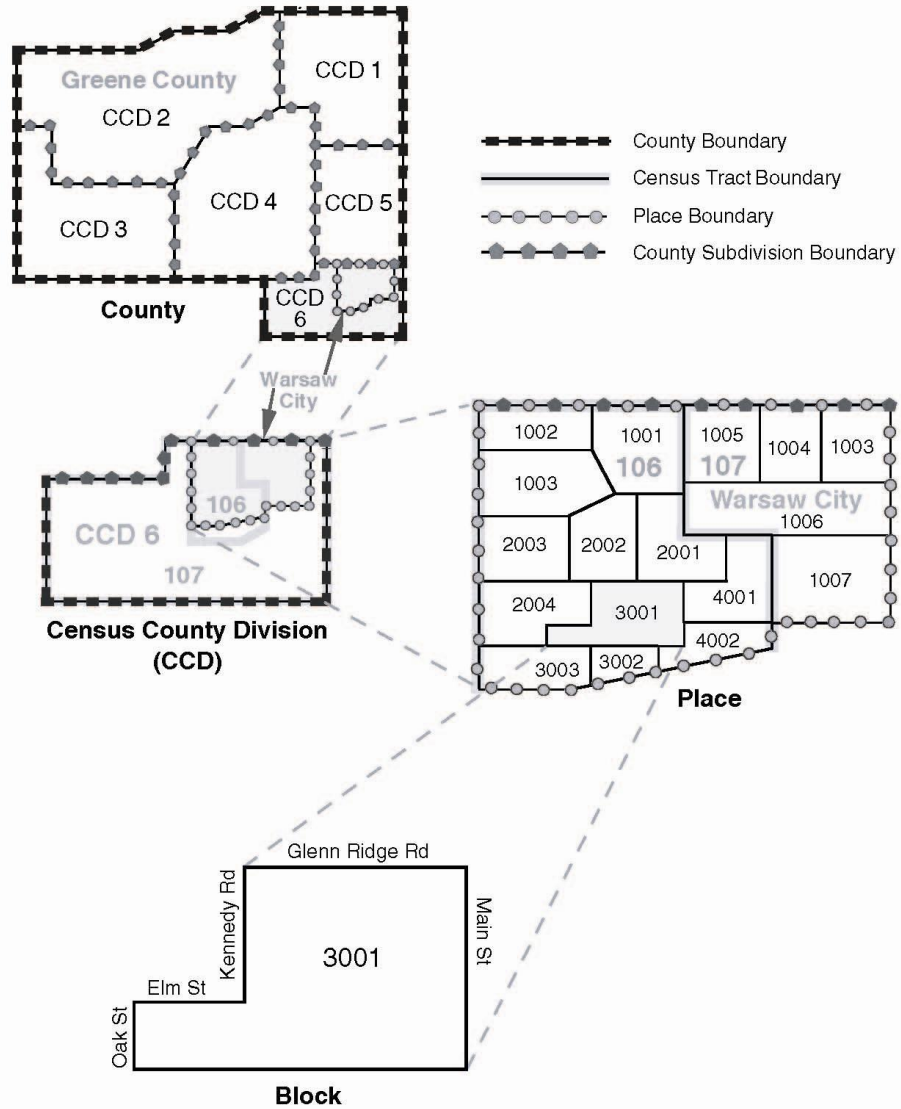 CCD 1
Greene County
CCD 2
CCD 4
CCD 5
CCD 3
CCD
6
County
County Boundary
Census Tract Boundary
Place Boundary
County Subdivision Boundary
Warsaw
City
106
CCD 6
107
Census County Division
(CCD)
1002
1001
1005
1004
1003
106
107
1003
Warsaw City
1006
2003
2002
2001
1007
2004
3001
4001
4002
3003
3002
Place
Glenn Ridge Rd
Kennedy Rd
Main St
3001
Elm St
Oak St
Block